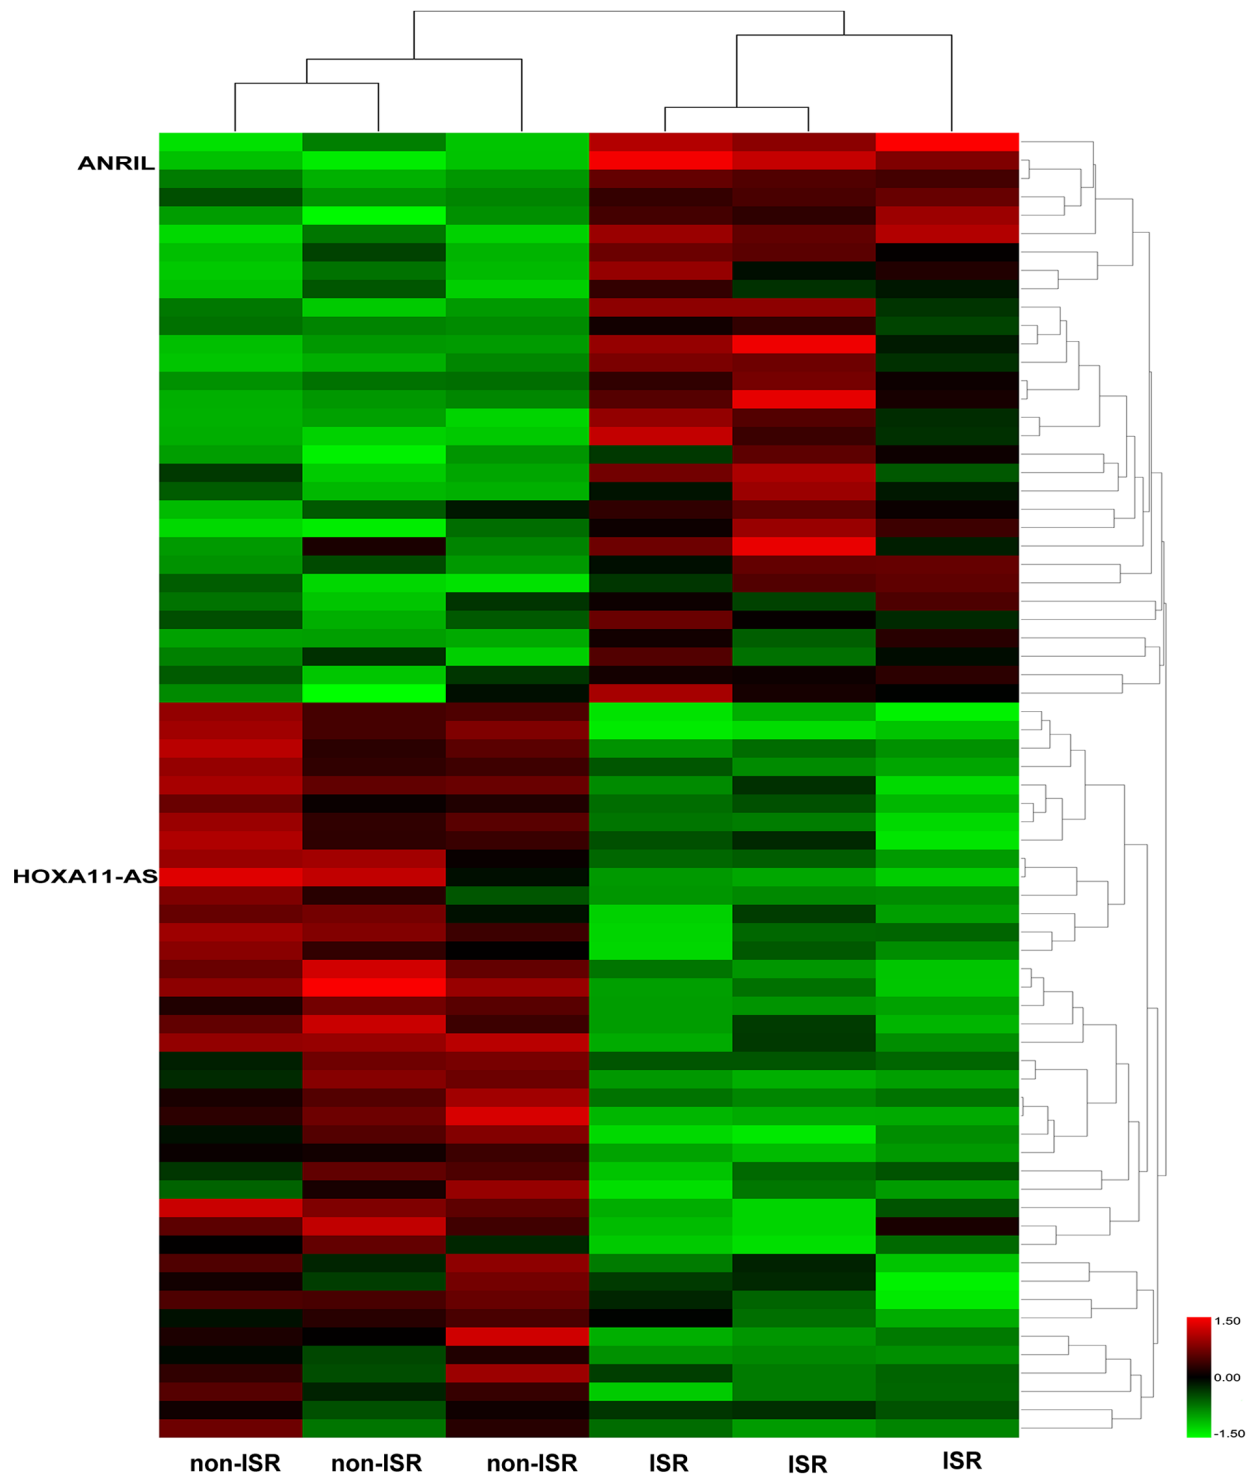 ANRIL
HOXA11-AS
1.50
0.00
-1.50
non-ISR non-ISR non-ISR ISR ISR ISR